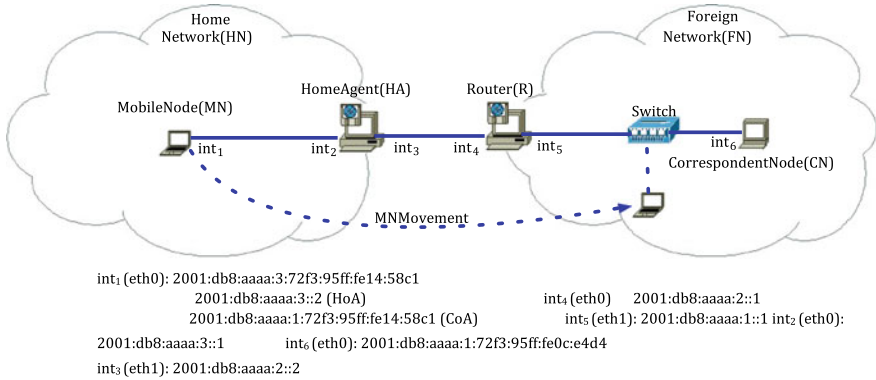 Home
Network(HN)
Foreign
Network(FN)
HomeAgent(HA)
Router(R)
MobileNode(MN)
Switch
int₁
int₂
int₃
int₄
int₅
int₆
CorrespondentNode(CN)
MNMovement
int₁ (eth0): 2001:db8:aaaa:3:72f3:95ff:fe14:58c1
2001:db8:aaaa:3::2 (HoA) int₄ (eth0) 2001:db8:aaaa:2::1
2001:db8:aaaa:1:72f3:95ff:fe14:58c1 (CoA) int₅ (eth1): 2001:db8:aaaa:1::1 int₂ (eth0):
2001:db8:aaaa:3::1 int₆ (eth0): 2001:db8:aaaa:1:72f3:95ff:fe0c:e4d4
int₃ (eth1): 2001:db8:aaaa:2::2